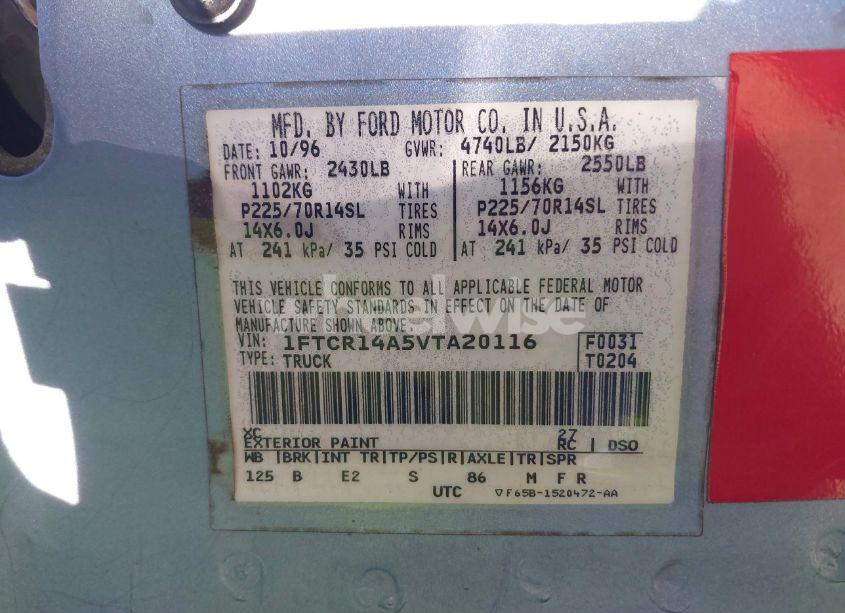 MFD. BY FORD MOTOR CO. IN U.S.A.
DATE: 10/96 GVWR: 4740LB/ 2150KG
FRONT GAWR: 2430LB REAR GAWR: 2550LB
1102KG WITH 1156KG WITH
P225/70R14SL TIRES P225/70R14SL TIRES
14X6.0J RIMS 14X6.0J RIMS
AT 241 kPa/ 35 PSI COLD AT 241 kPa/ 35 PSI COLD
THIS VEHICLE CONFORMS TO ALL APPLICABLE FEDERAL MOTOR
VEHICLE SAFETY STANDARDS IN EFFECT ON THE DATE OF
MANUFACTURE SHOWN ABOVE.
VIN: 1FTCR14A5VTA20116 F0031
TYPE: TRUCK T0204
XC 27
EXTERIOR PAINT RC | DSO
WB |BRK|INT TR|TP/PS|R|AXLE|TR|SPR
125 B E2 S 86 M F R
UTC ▽F65B-1520472-AA